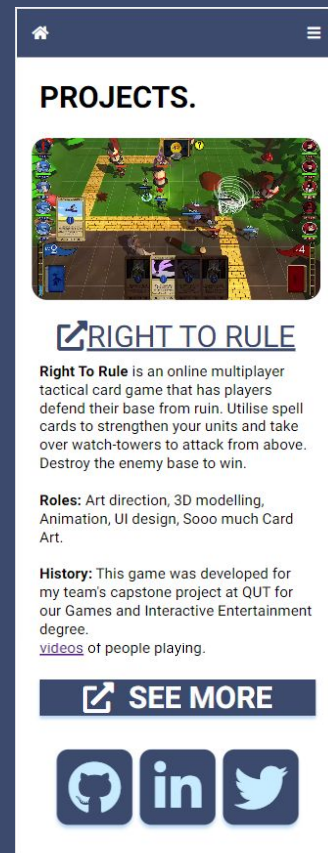 PROJECTS.
RIGHT TO RULE
Right To Rule is an online multiplayer
tactical card game that has players
defend their base from ruin. Utilise spell
cards to strengthen your units and take
over watch-towers to attack from above.
Destroy the enemy base to win.
Roles: Art direction, 3D modelling,
Animation, UI design, Sooo much Card
Art.
History: This game was developed for
my team's capstone project at QUT for
our Games and Interactive Entertainment
degree.
videos of people playing.
SEE MORE
in